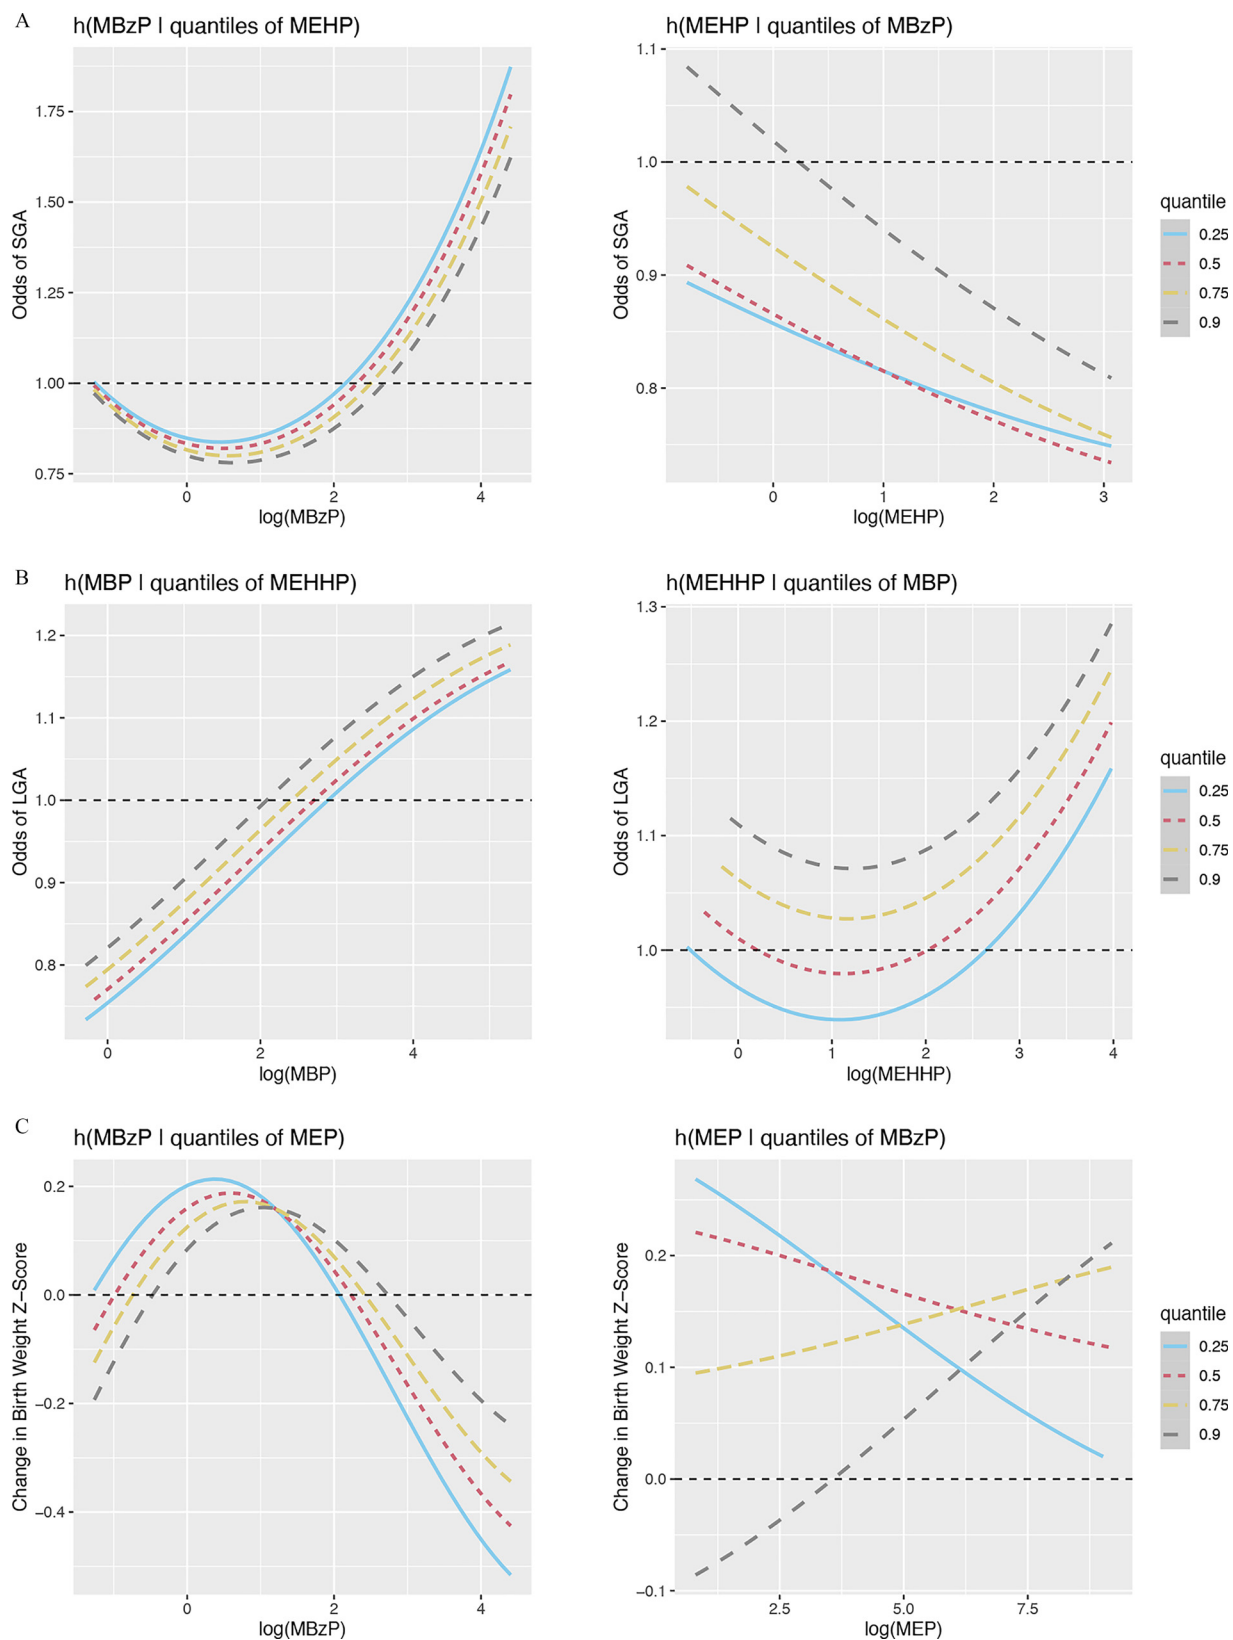 A
h(MBzP | quantiles of MEHP)
Odds of SGA
1.75
1.50
1.25
1.00
0.75
0
2
4
log(MBzP)
h(MEHP | quantiles of MBzP)
Odds of SGA
1.1
1.0
0.9
0.8
0
1
2
3
log(MEHP)
quantile
0.25
0.5
0.75
0.9
B
h(MBP | quantiles of MEHHP)
Odds of LGA
1.2
1.1
1.0
0.9
0.8
0
2
4
log(MBP)
h(MEHHP | quantiles of MBP)
Odds of LGA
1.3
1.2
1.1
1.0
0
1
2
3
4
log(MEHHP)
quantile
0.25
0.5
0.75
0.9
C
h(MBzP | quantiles of MEP)
Change in Birth Weight Z−Score
0.2
0.0
−0.2
−0.4
0
2
4
log(MBzP)
h(MEP | quantiles of MBzP)
Change in Birth Weight Z−Score
0.2
0.1
0.0
−0.1
2.5
5.0
7.5
log(MEP)
quantile
0.25
0.5
0.75
0.9